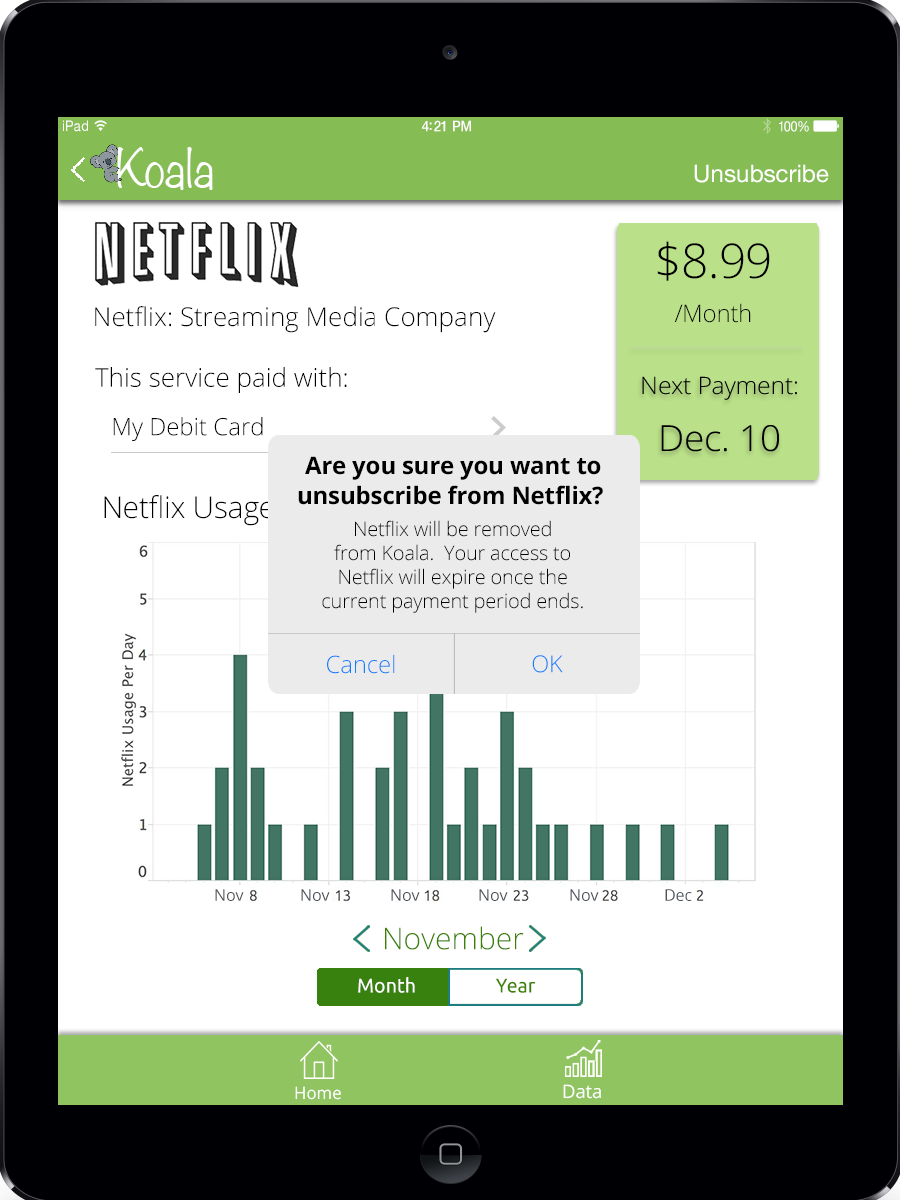 iPad 4:21 PM 100%
Koala Unsubscribe
NETFLIX
$8.99
/Month
Netflix: Streaming Media Company
This service paid with:
Next Payment:
My Debit Card
Dec. 10
Are you sure you want to
unsubscribe from Netflix?
Netflix will be removed
from Koala. Your access to
Netflix will expire once the
current payment period ends.
Cancel OK
Netflix Usage
Netflix Usage Per Day
6
5
4
3
2
1
0
Nov 8 Nov 13 Nov 18 Nov 23 Nov 28 Dec 2
November
Month Year
Home Data